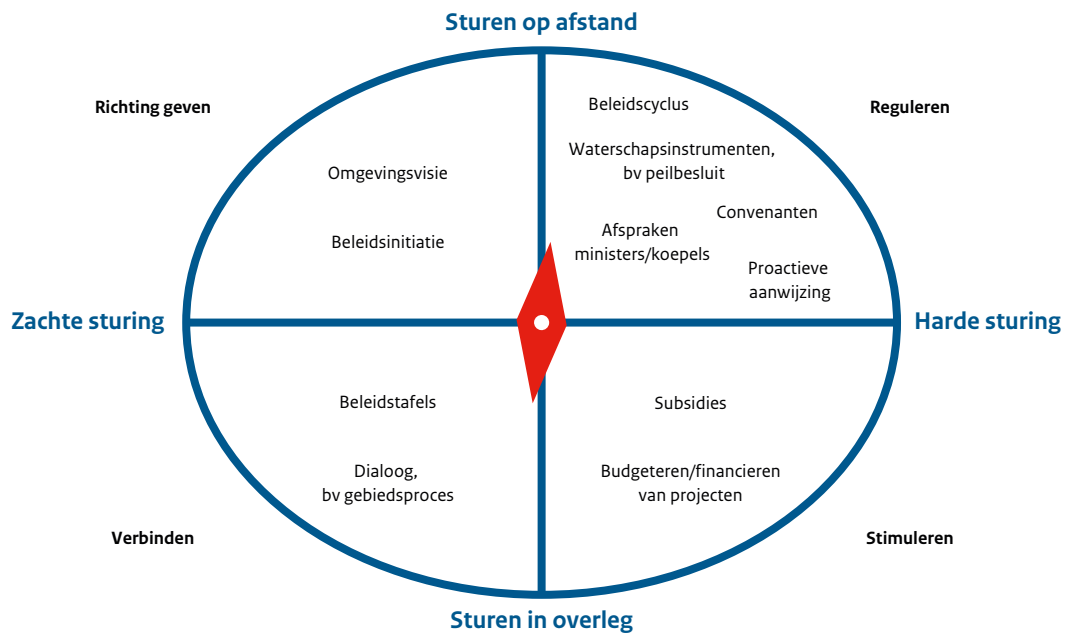 Sturen op afstand
Richting geven
Reguleren
Beleidscyclus
Waterschapsinstrumenten,
bv peilbesluit
Omgevingsvisie
Convenanten
Afspraken
ministers/koepels
Beleidsinitiatie
Proactieve
aanwijzing
Zachte sturing
Harde sturing
Beleidstafels
Subsidies
Dialoog,
bv gebiedsproces
Budgeteren/financieren
van projecten
Verbinden
Stimuleren
Sturen in overleg